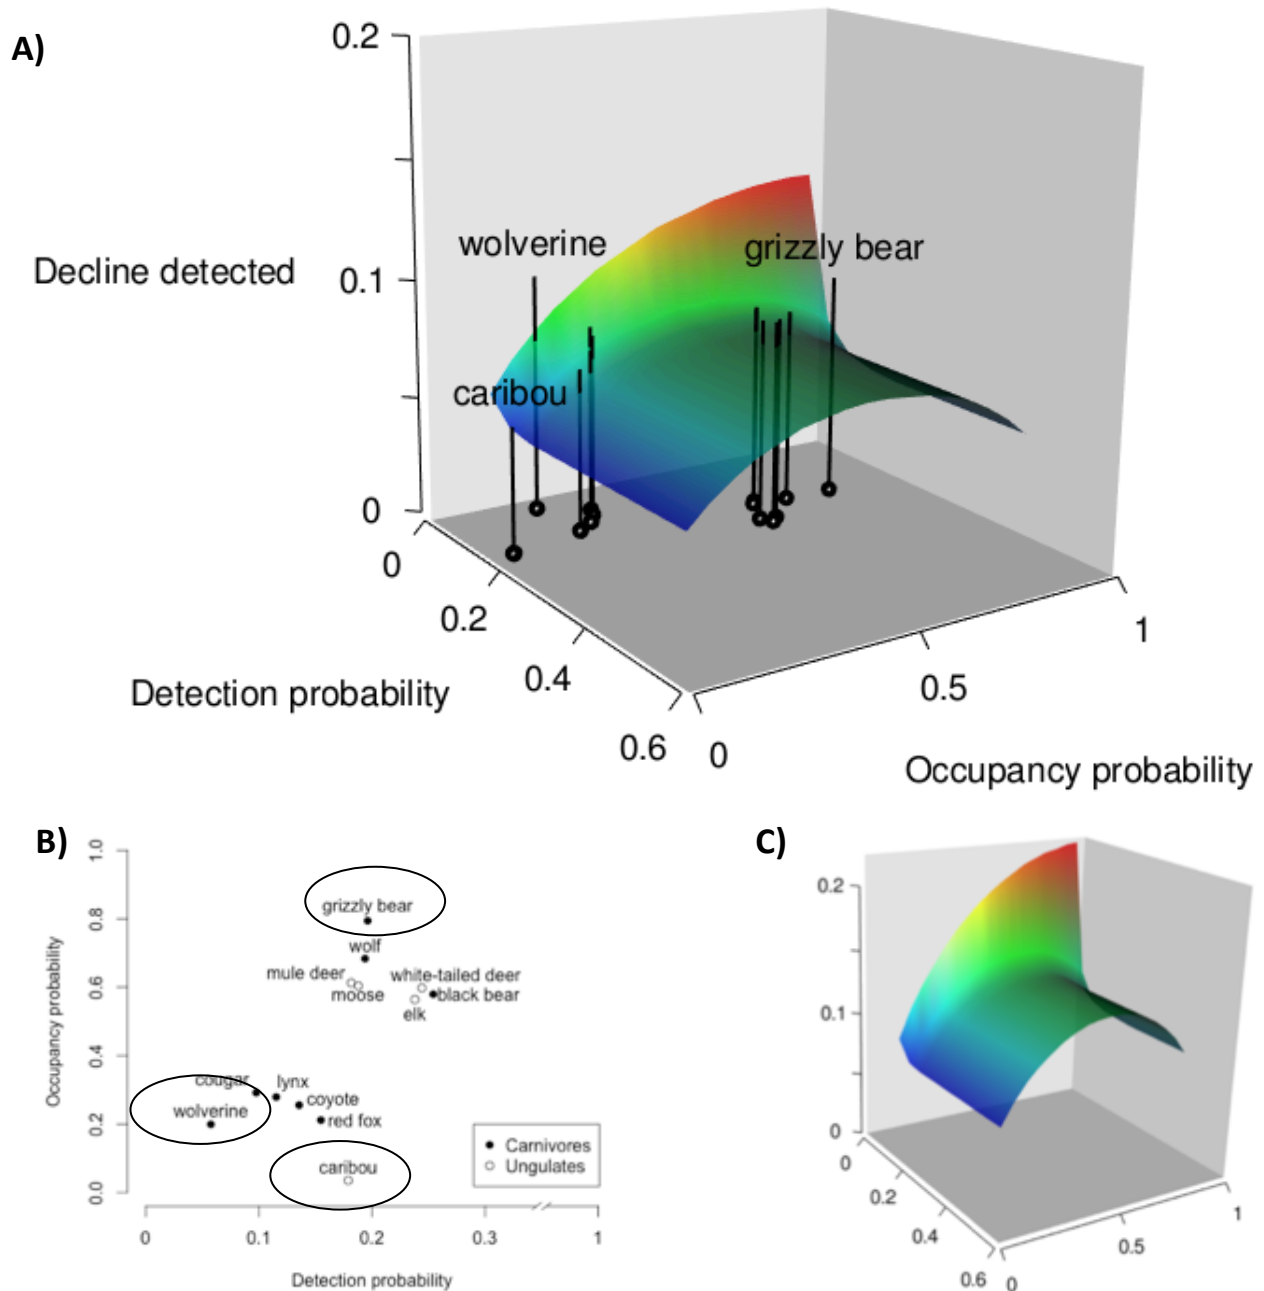 A)
0.2
wolverine
grizzly bear
Decline detected
0.1
caribou
0
0
0.2
0.4
0.6
Detection probability
0
0.5
1
Occupancy probability
B)
Occupancy probability
1.0
0.8
0.6
0.4
0.2
0.0
grizzly bear
wolf
mule deer
white-tailed deer
moose
black bear
elk
cougar
lynx
coyote
wolverine
red fox
caribou
Carnivores
Ungulates
0 0.1 0.2 0.3 1
Detection probability
C)
0.2
0.1
0
0
0.2
0.4
0.6
0
0.5
1